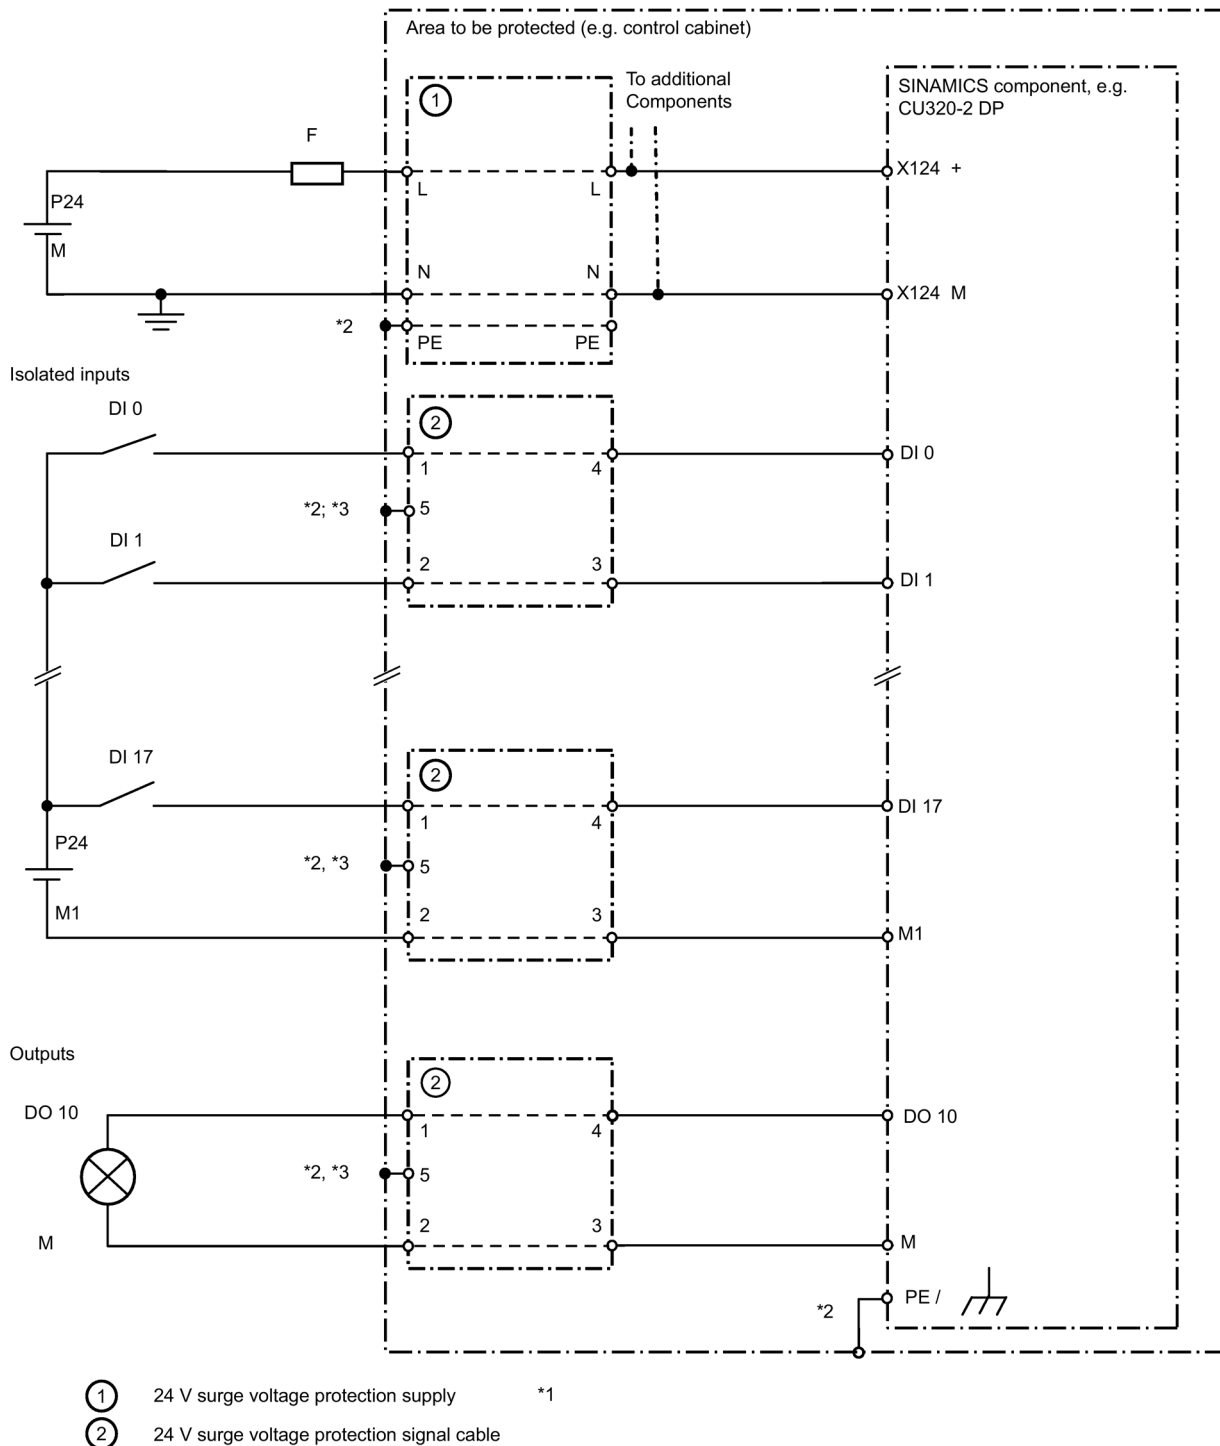 Area to be protected (e.g. control cabinet)
To additional
Components
SINAMICS component, e.g.
CU320-2 DP
1
F
P24
M
L
L
X124 +
N
N
X124 M
*2
PE
PE
Isolated inputs
DI 0
2
1
4
DI 0
*2; *3
5
DI 1
2
3
DI 1
DI 17
2
1
4
DI 17
P24
*2, *3
5
M1
2
3
M1
Outputs
2
DO 10
1
4
DO 10
*2, *3
5
M
2
3
M
*2
PE /
1 24 V surge voltage protection supply *1
2 24 V surge voltage protection signal cable